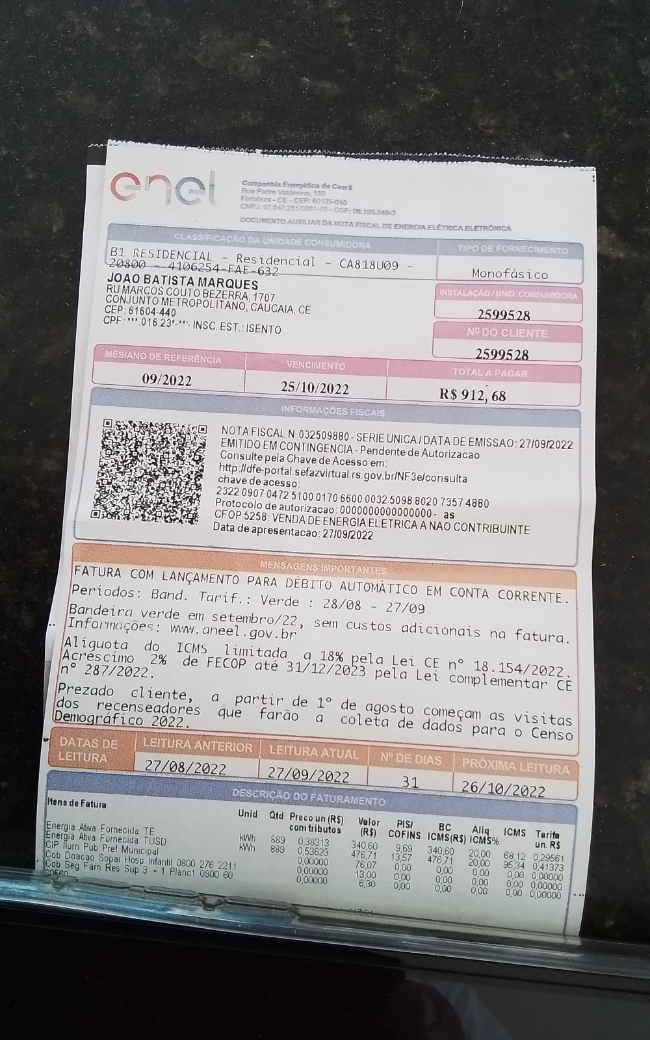 enel
Companhia Energética do Ceará
Rua Padre Valdevino, 150
Fortaleza - CE - CEP: 60135-040
CNPJ: 07.047.251/0001-70 - CGF: 06.105.848-3
DOCUMENTO AUXILIAR DA NOTA FISCAL DE ENERGIA ELÉTRICA ELETRÔNICA
CLASSIFICAÇÃO DA UNIDADE CONSUMIDORA
TIPO DE FORNECIMENTO
B1 RESIDENCIAL - Residencial - CA818U09 -
20800 - 4106254-FAE-632
Monofásico
JOAO BATISTA MARQUES
RU MARCOS COUTO BEZERRA, 1707
CONJUNTO METROPOLITANO, CAUCAIA, CE
CEP: 61604-440
CPF: ***.016.23*-**- INSC. EST.: ISENTO
INSTALAÇÃO / UNID. CONSUMIDORA
2599528
Nº DO CLIENTE
2599528
MÊS/ANO DE REFERÊNCIA
VENCIMENTO
TOTAL A PAGAR
09/2022
25/10/2022
R$ 912,68
INFORMAÇÕES FISCAIS
NOTA FISCAL N 032509880 - SERIE UNICA / DATA DE EMISSAO: 27/09/2022
EMITIDO EM CONTINGENCIA - Pendente de Autorizacao
Consulte pela Chave de Acesso em:
http://dfe-portal.sefazvirtual.rs.gov.br/NF3e/consulta
chave de acesso:
2322 0907 0472 5100 0170 6600 0032 5098 8020 7357 4880
Protocolo de autorizacao: 0000000000000000- as
CFOP 5258: VENDA DE ENERGIA ELETRICA A NAO CONTRIBUINTE
Data de apresentacao: 27/09/2022
MENSAGENS IMPORTANTES
FATURA COM LANÇAMENTO PARA DÉBITO AUTOMÁTICO EM CONTA CORRENTE.
Períodos: Band. Tarif.: Verde : 28/08 - 27/09
Bandeira verde em setembro/22, sem custos adicionais na fatura.
Informações: www.aneel.gov.br
Alíquota do ICMS limitada a 18% pela Lei CE nº 18.154/2022.
Acréscimo 2% de FECOP até 31/12/2023 pela Lei complementar CE
nº 287/2022.
Prezado cliente, a partir de 1º de agosto começam as visitas
dos recenseadores que farão a coleta de dados para o Censo
Demográfico 2022.
DATAS DE
LEITURA
LEITURA ANTERIOR
LEITURA ATUAL
Nº DE DIAS
PRÓXIMA LEITURA
27/08/2022
27/09/2022
31
26/10/2022
DESCRIÇÃO DO FATURAMENTO
Itens de Fatura
Unid
Qtd
Preco un (R$)
com tributos
Valor
(R$)
PIS/
COFINS
BC
ICMS(R$)
Aliq
ICMS%
ICMS
Tarifa
un. R$
Energia Ativa Fornecida TE kWh 889 0,38313 340,60 9,69 340,60 20,00 68,12 0,29561
Energia Ativa Fornecida TUSD kWh 889 0,53623 476,71 13,57 476,71 20,00 95,34 0,41373
CIP Ilum Pub Pref Municipal 0,00000 76,07 0,00 0,00 0,00 0,00 0,00000
Cob Doacao Sopai Hosp Infantil 0800 276 2211 0,00000 13,00 0,00 0,00 0,00 0,00 0,00000
Cob Seg Fam Res Sup 3 + 1 Plano1 0800 60 0,00000 6,30 0,00 0,00 0,00 0,00 0,00000